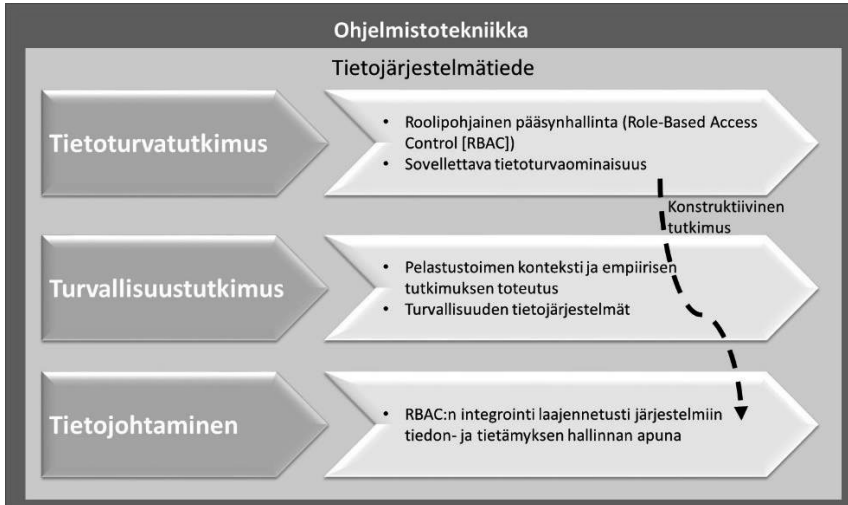 Ohjelmistotekniikka
Tietojärjestelmätiede
Tietoturvatutkimus
• Roolipohjainen pääsynhallinta (Role-Based Access
Control [RBAC])
• Sovellettava tietoturvaominaisuus
Konstruktiivinen
tutkimus
Turvallisuustutkimus
• Pelastustoimen konteksti ja empiirisen
tutkimuksen toteutus
• Turvallisuuden tietojärjestelmät
Tietojohtaminen
• RBAC:n integrointi laajennetusti järjestelmiin
tiedon- ja tietämyksen hallinnan apuna